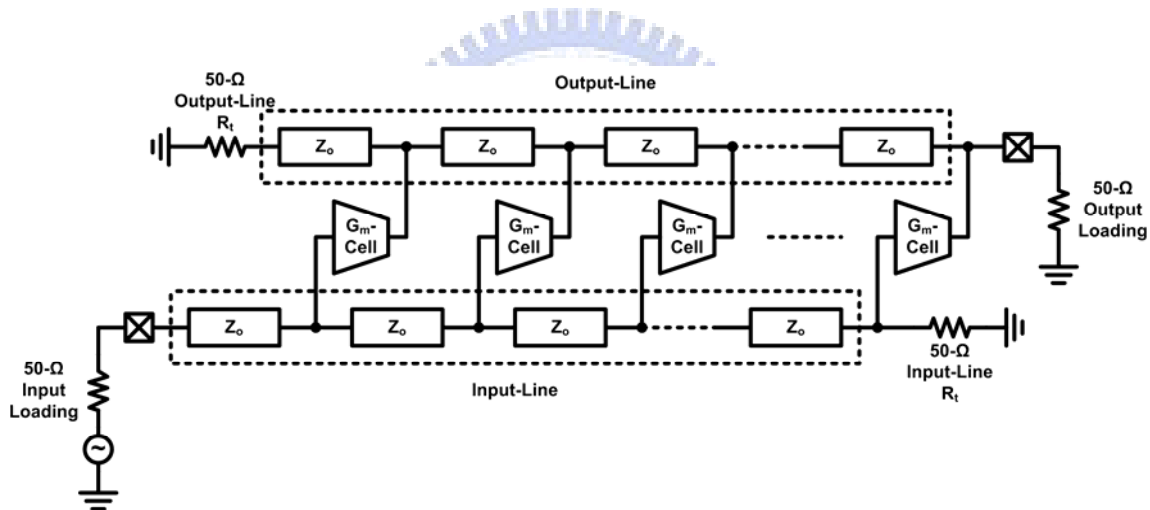 50-Ω
Output-Line
Rt
Output-Line
Zo
Zo
Zo
Zo
Gm-
Cell
Gm-
Cell
Gm-
Cell
Gm-
Cell
50-Ω
Output
Loading
Zo
Zo
Zo
Zo
50-Ω
Input
Loading
~
Input-Line
50-Ω
Input-Line
Rt